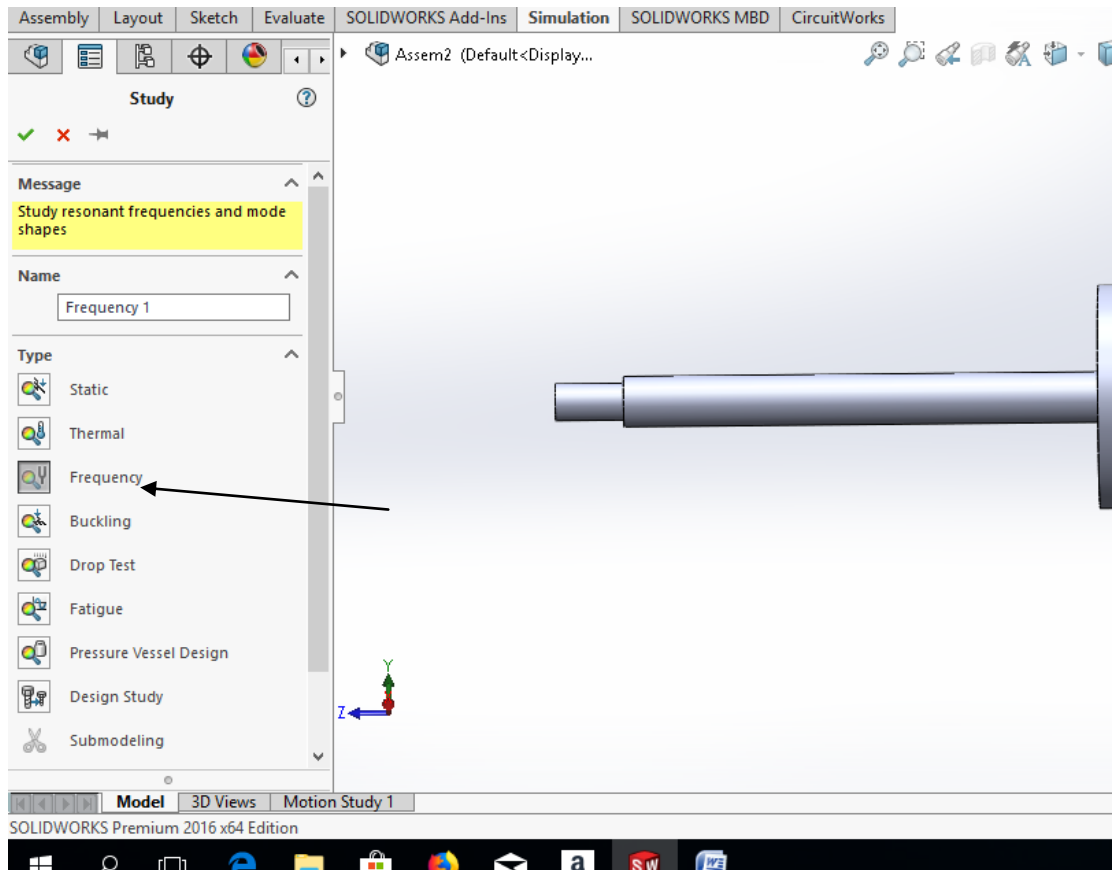 Assembly Layout Sketch Evaluate SOLIDWORKS Add-Ins Simulation SOLIDWORKS MBD CircuitWorks
Assem2 (Default<Display...
Study
Message
Study resonant frequencies and mode
shapes
Name
Frequency 1
Type
Static
Thermal
Frequency
Buckling
Drop Test
Fatigue
Pressure Vessel Design
Design Study
Submodeling
Y
Z
Model 3D Views Motion Study 1
SOLIDWORKS Premium 2016 x64 Edition
a SW W